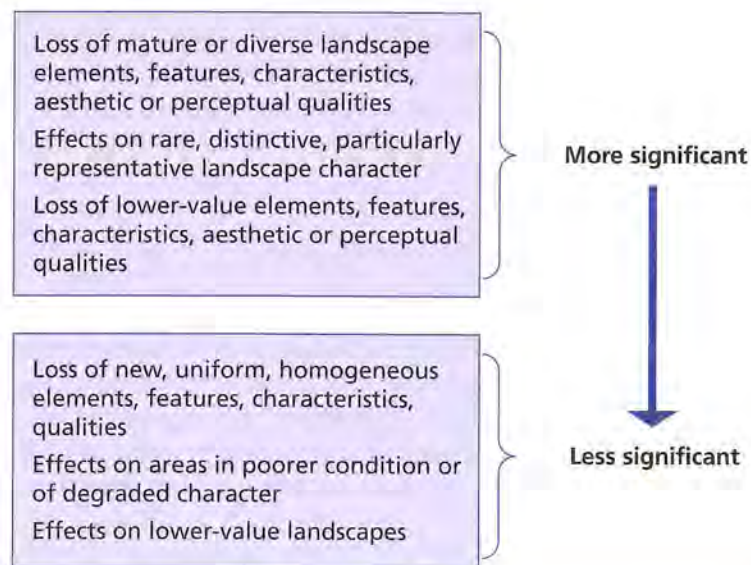 Loss of mature or diverse landscape
elements, features, characteristics,
aesthetic or perceptual qualities
Effects on rare, distinctive, particularly
representative landscape character
Loss of lower-value elements, features,
characteristics, aesthetic or perceptual
qualities
More significant
Loss of new, uniform, homogeneous
elements, features, characteristics,
qualities
Effects on areas in poorer condition or
of degraded character
Effects on lower-value landscapes
Less significant